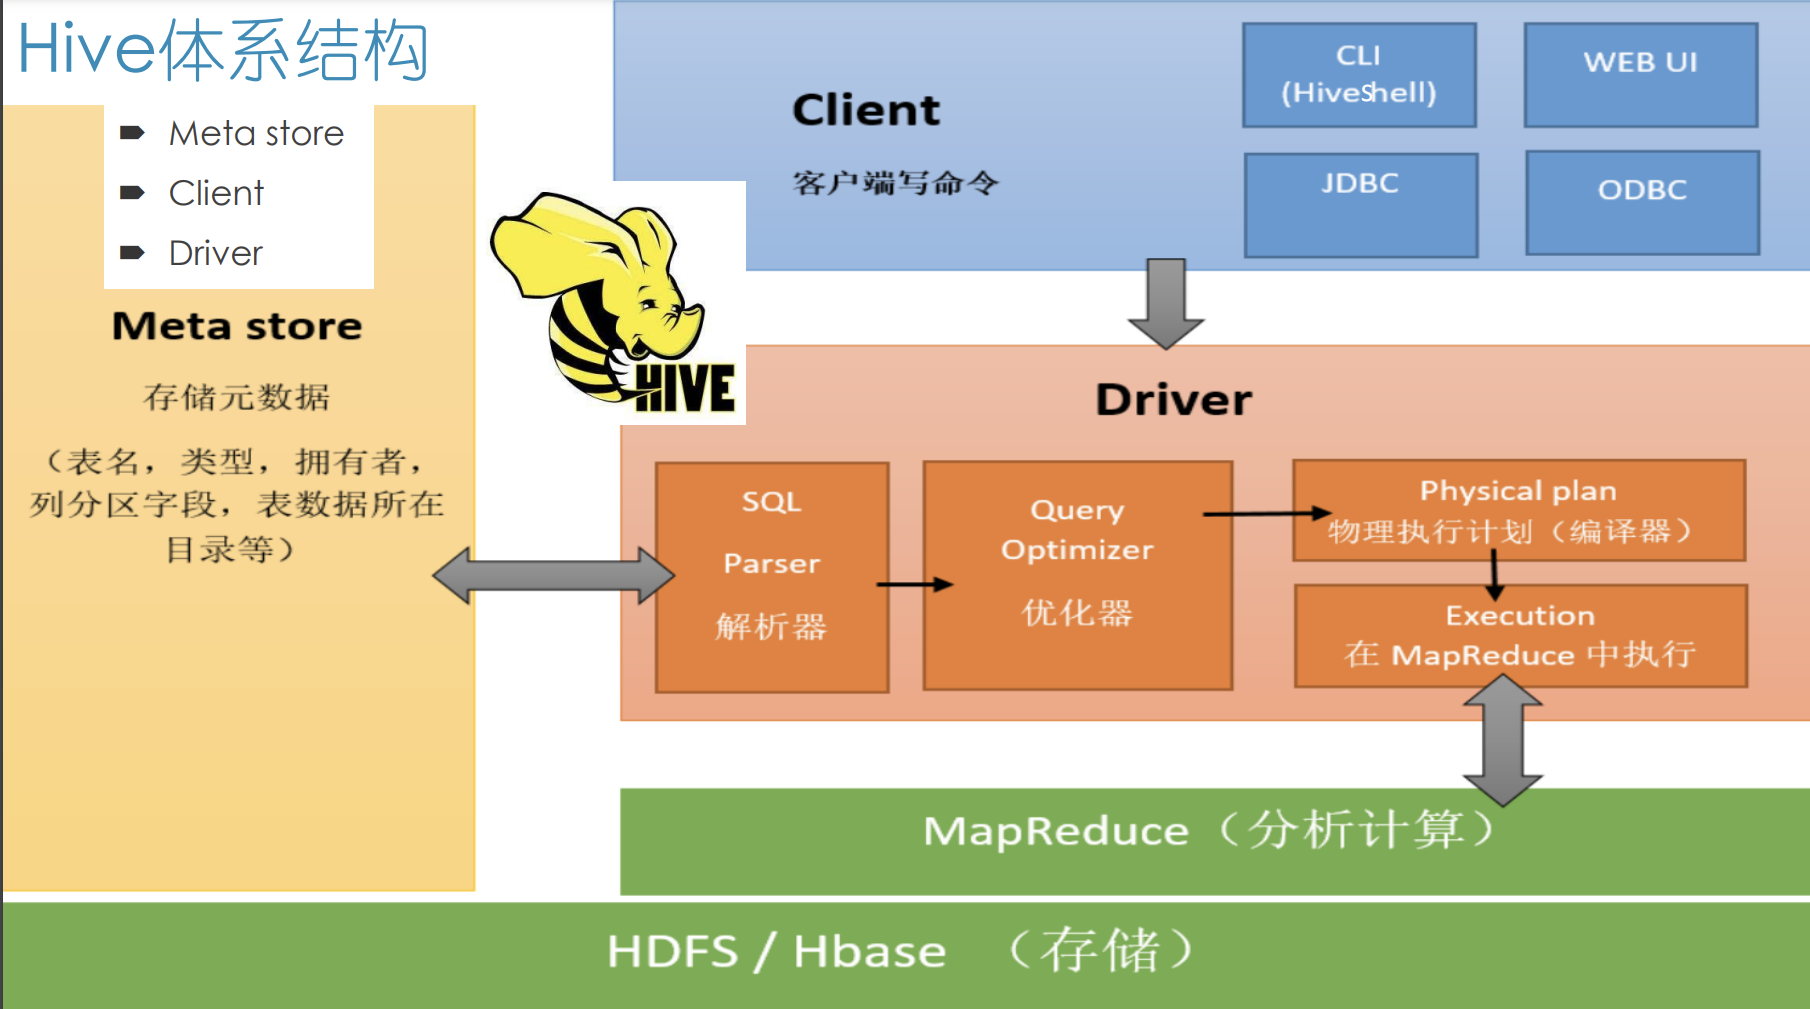 Hive体系结构
Meta store
Client
Driver
Meta store
存储元数据
（表名，类型，拥有者，
列分区字段，表数据所在
目录等）
HIVE
Client
客户端写命令
CLI
(Hiveshell)
WEB UI
JDBC
ODBC
Driver
SQL
Parser
解析器
Query
Optimizer
优化器
Physical plan
物理执行计划（编译器）
Execution
在 MapReduce 中执行
MapReduce（分析计算）
HDFS / Hbase （存储）